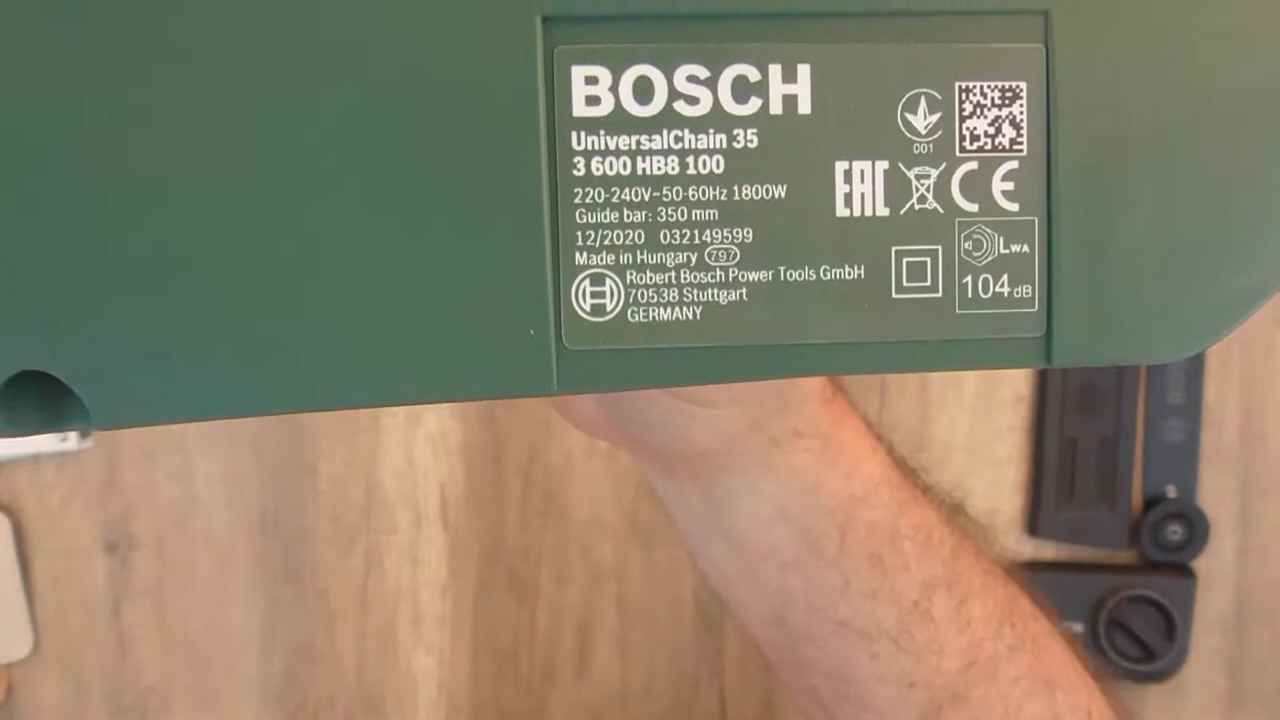 BOSCH
UniversalChain 35
3 600 HB8 100
220-240V~50-60Hz 1800W
Guide bar: 350 mm
12/2020 032149599
Made in Hungary 797
Robert Bosch Power Tools GmbH
70538 Stuttgart
GERMANY
001
EAC CE
LWA
104 dB